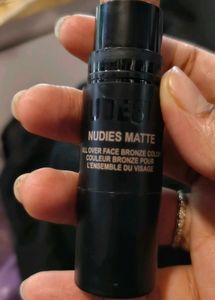 NUDIES MATTE
ALL OVER FACE BRONZE COLOR
COULEUR BRONZE POUR
L'ENSEMBLE DU VISAGE